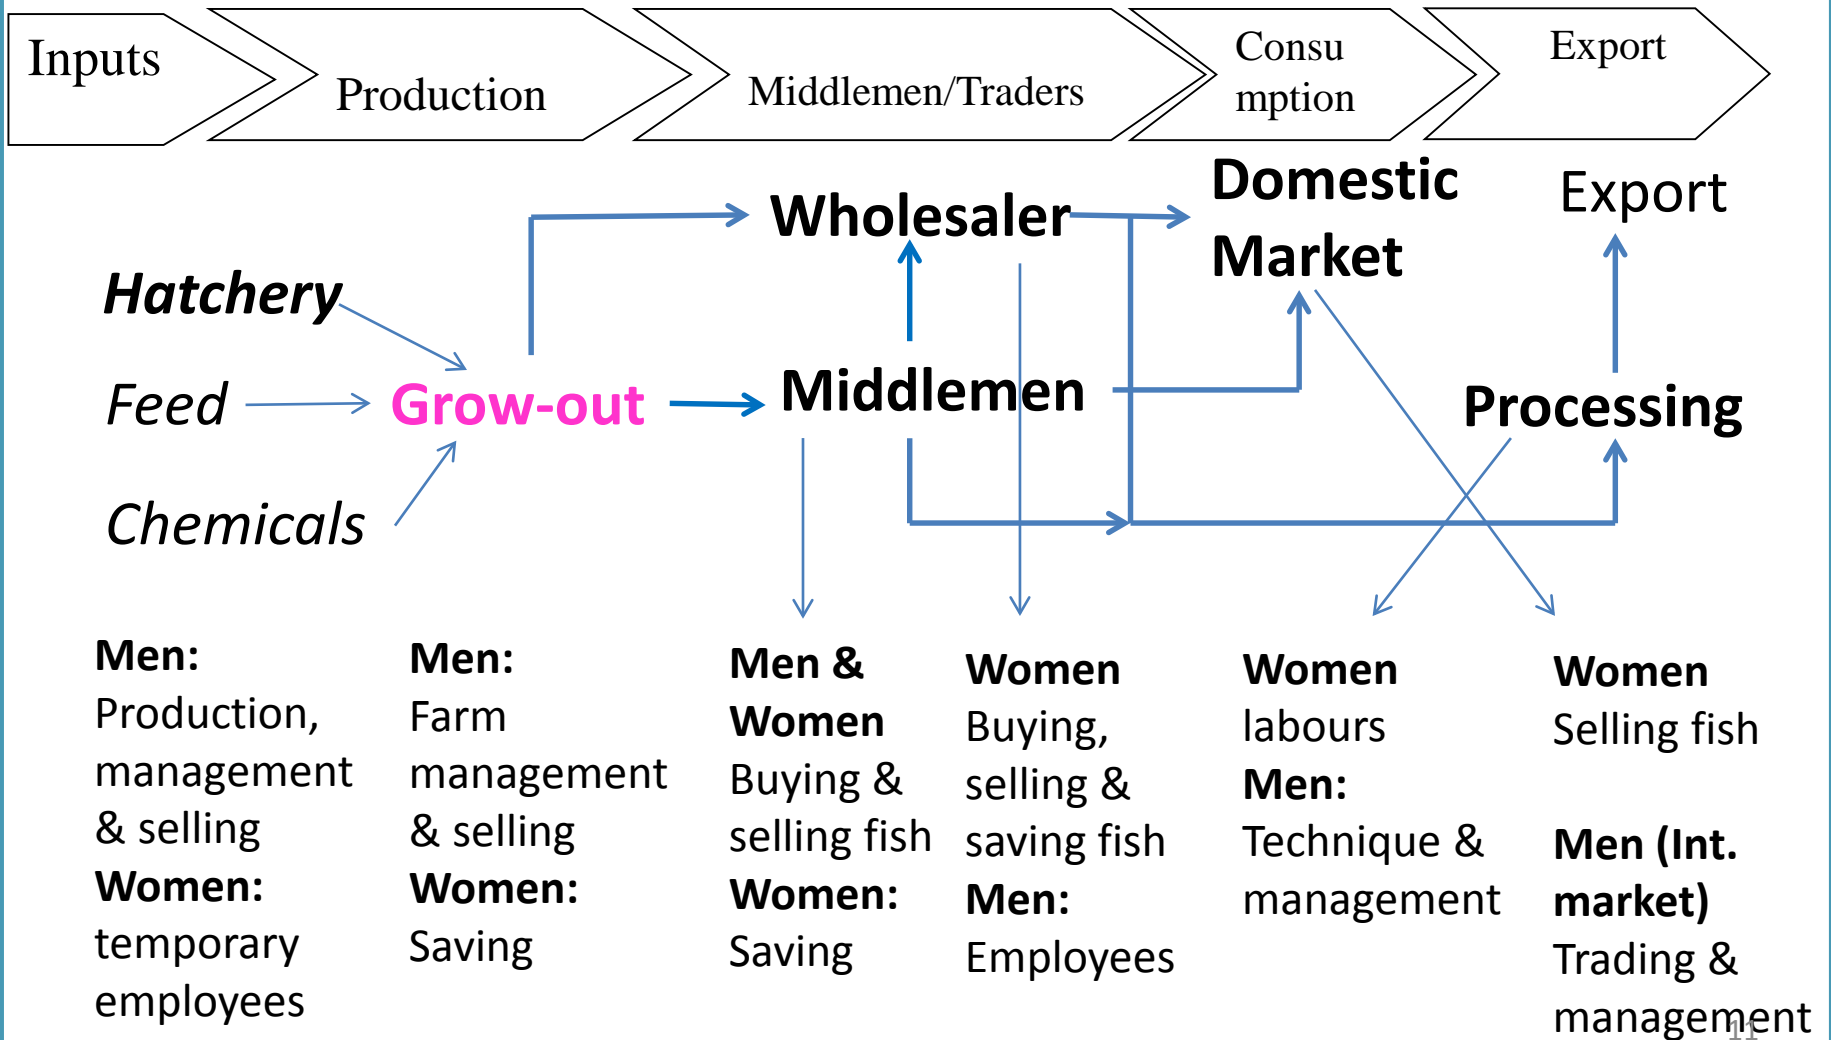 Inputs
Production
Middlemen/Traders
Consu
mption
Export
Wholesaler
Domestic
Market
Export
Hatchery
Feed
Grow-out
Middlemen
Processing
Chemicals
Men:
Production,
management
& selling
Women:
temporary
employees
Men:
Farm
management
& selling
Women:
Saving
Men &
Women
Buying &
selling fish
Women:
Saving
Women
Buying,
selling &
saving fish
Men:
Employees
Women
labours
Men:
Technique &
management
Women
Selling fish
Men (Int.
market)
Trading &
management
11